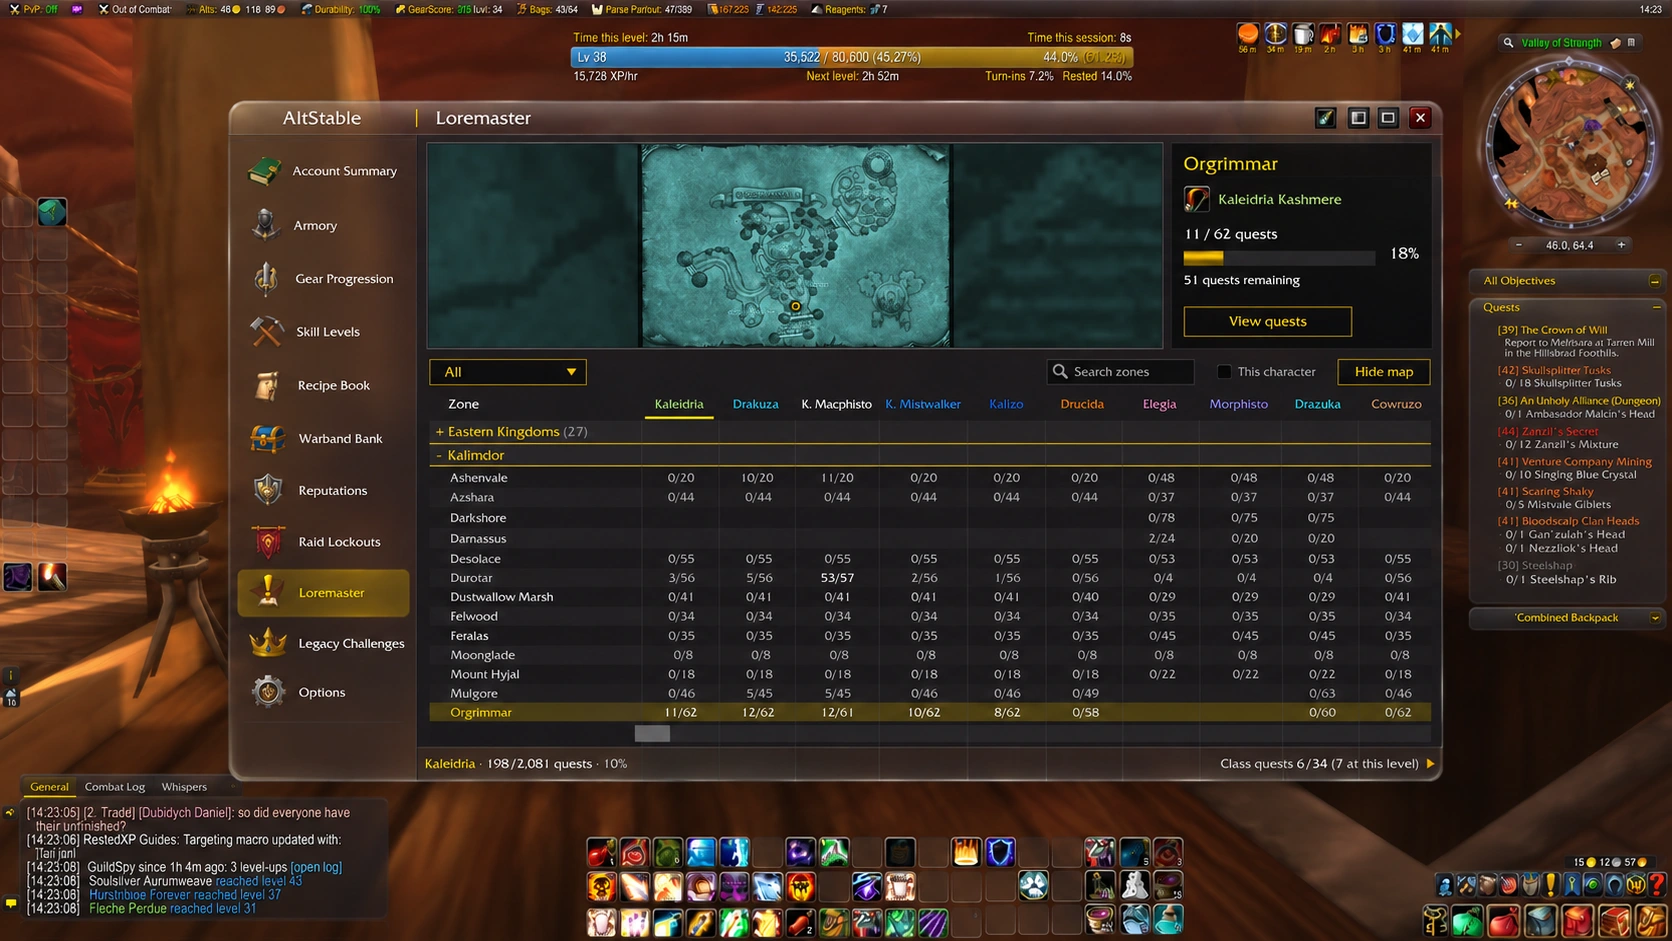 PvP: Off
Out of Combat
Alts: 46 116 89
Durability: 100%
GearScore: 315 ivl: 34
Bags: 43/64
Parse Parrout: 47/389
167.225 142.225
Reagents: 7
14:23
Time this level: 2h 15m
Time this session: 8s
Lv 38
35,522 / 80,600 (45.27%)
44.0% (61.2%)
15,728 XP/hr
Next level: 2h 52m
Turn-ins 7.2% Rested 14.0%
56 m 34 m 19 m 2 h 3 h 3 h 41 m 41 m
Valley of Strength
46.0, 64.4
AltStable
Loremaster
Account Summary
Armory
Gear Progression
Skill Levels
Recipe Book
Warband Bank
Reputations
Raid Lockouts
Loremaster
Legacy Challenges
Options
Orgrimmar
Kaleidria Kashmere
11 / 62 quests
18%
51 quests remaining
View quests
All
Search zones
This character
Hide map
Zone Kaleidria Drakuza K. Macphisto K. Mistwalker Kalizo Drucida Elegia Morphisto Drazuka Cowruzo
+ Eastern Kingdoms (27)
- Kalimdor
Ashenvale 0/20 10/20 11/20 0/20 0/20 0/20 0/48 0/48 0/48 0/20
Azshara 0/44 0/44 0/44 0/44 0/44 0/44 0/37 0/37 0/37 0/44
Darkshore 0/78 0/75 0/75
Darnassus 2/24 0/20 0/20
Desolace 0/55 0/55 0/55 0/55 0/55 0/55 0/53 0/53 0/53 0/55
Durotar 3/56 5/56 53/57 2/56 1/56 0/56 0/4 0/4 0/4 0/56
Dustwallow Marsh 0/41 0/41 0/41 0/41 0/41 0/40 0/29 0/29 0/29 0/41
Felwood 0/34 0/34 0/34 0/34 0/34 0/34 0/35 0/35 0/35 0/34
Feralas 0/35 0/35 0/35 0/35 0/35 0/35 0/45 0/45 0/45 0/35
Moonglade 0/8 0/8 0/8 0/8 0/8 0/8 0/8 0/8 0/8 0/8
Mount Hyjal 0/18 0/18 0/18 0/18 0/18 0/18 0/22 0/22 0/22 0/18
Mulgore 0/46 5/45 5/45 0/46 0/46 0/49 0/63 0/46
Orgrimmar 11/62 12/62 12/61 10/62 8/62 0/58 0/60 0/62
Kaleidria · 198/2,081 quests · 10%
Class quests 6/34 (7 at this level)
All Objectives
Quests
[39] The Crown of Will
Report to Melrisara at Tarren Mill
in the Hillsbrad Foothills.
[42] Skullsplitter Tusks
0/18 Skullsplitter Tusks
[36] An Unholy Alliance (Dungeon)
0/1 Ambassador Malcin's Head
[44] Zanzil's Secret
0/12 Zanzil's Mixture
[41] Venture Company Mining
0/10 Singing Blue Crystal
[41] Scaring Shaky
0/5 Mistvale Giblets
[41] Bloodscalp Clan Heads
0/1 Gan'zulah's Head
0/1 Nezzliok's Head
[30] Steelshap
0/1 Steelshap's Rib
'Combined Backpack
16
General
Combat Log
Whispers
[14:23:05] [2. Trade] [Dubidych Daniel]: so did everyone have
their unfinished?
[14:23:06] RestedXP Guides: Targeting macro updated with:
[14:23:08] GuildSpy since 1h 4m ago: 3 level-ups [open log]
[14:23:08] Soulsilver Aurumweave reached level 43
[14:23:08] Forever reached level 37
[14:23:08] Fleche Perdue reached level 31
15 12 57